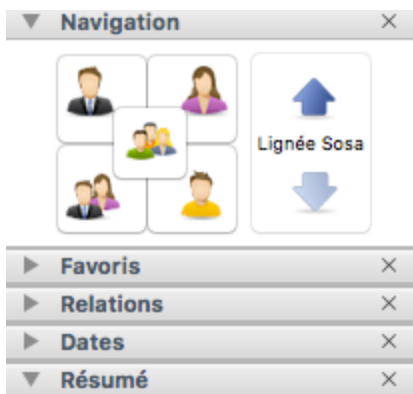 Navigation
Lignée Sosa
Favoris
Relations
Dates
Résumé